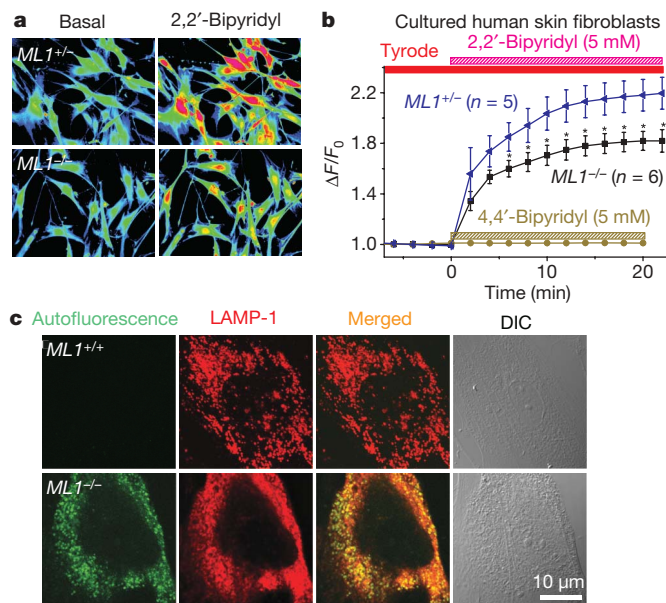 a
Basal
2,2′-Bipyridyl
ML1+/–
ML1–/–
b
Cultured human skin fibroblasts
2,2′-Bipyridyl (5 mM)
Tyrode
ML1+/– (n = 5)
ML1–/– (n = 6)
4,4′-Bipyridyl (5 mM)
ΔF/F0
2.2
1.8
1.4
1.0
0
10
20
Time (min)
* * * * * * * * *
c
Autofluorescence
LAMP-1
Merged
DIC
ML1+/+
ML1–/–
10 μm